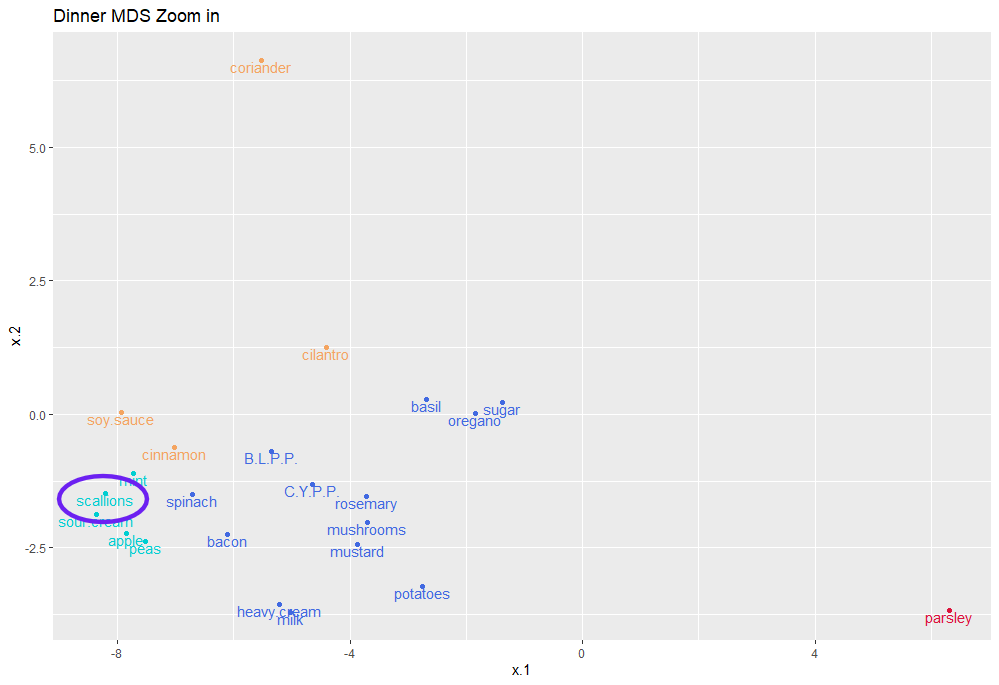 Dinner MDS Zoom in
coriander
5.0
2.5
x.2
cilantro
basil
sugar
0.0
soy.sauce
oregano
cinnamon
B.L.P.P.
mint
C.Y.P.P.
scallions
spinach
rosemary
sour.cream
mushrooms
apple
bacon
peas
mustard
-2.5
potatoes
heavy.cream
milk
parsley
-8
-4
0
4
x.1